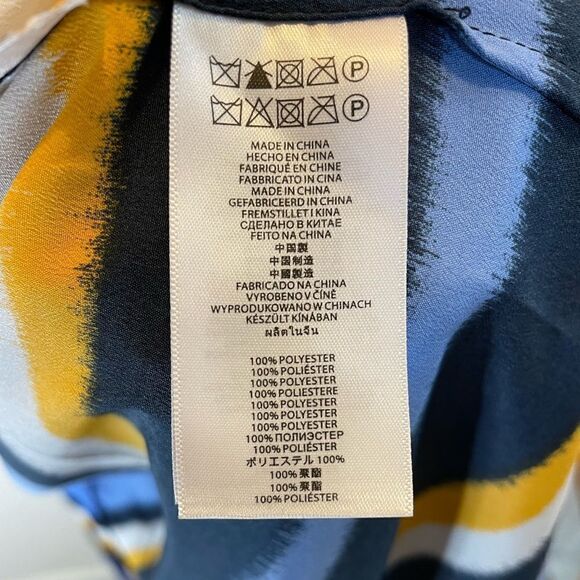 P
P
MADE IN CHINA
HECHO EN CHINA
FABRIQUÉ EN CHINE
FABBRICATO IN CINA
MADE IN CHINA
GEFABRICEERD IN CHINA
FREMSTILLET I KINA
СДЕЛАНО В КИТАЕ
FEITO NA CHINA
中国製
中国制造
中國製造
FABRICADO NA CHINA
VYROBENO V ČÍNĚ
WYPRODUKOWANO W CHINACH
KÉSZÜLT KÍNÁBAN
ผลิตในจีน
100% POLYESTER
100% POLIÉSTER
100% POLYESTER
100% POLIESTERE
100% POLYESTER
100% POLYESTER
100% POLYESTER
100% ПОЛИЭСТЕР
100% POLIÉSTER
ポリエステル 100%
100% 聚酯
100% 聚酯
100% POLIÉSTER